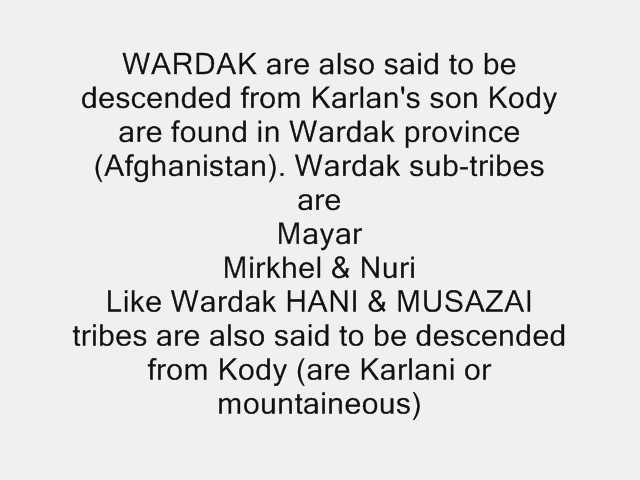 WARDAK are also said to be
descended from Karlan's son Kody
are found in Wardak province
(Afghanistan). Wardak sub-tribes
are
Mayar
Mirkhel & Nuri
Like Wardak HANI & MUSAZAI
tribes are also said to be descended
from Kody (are Karlani or
mountaineous)